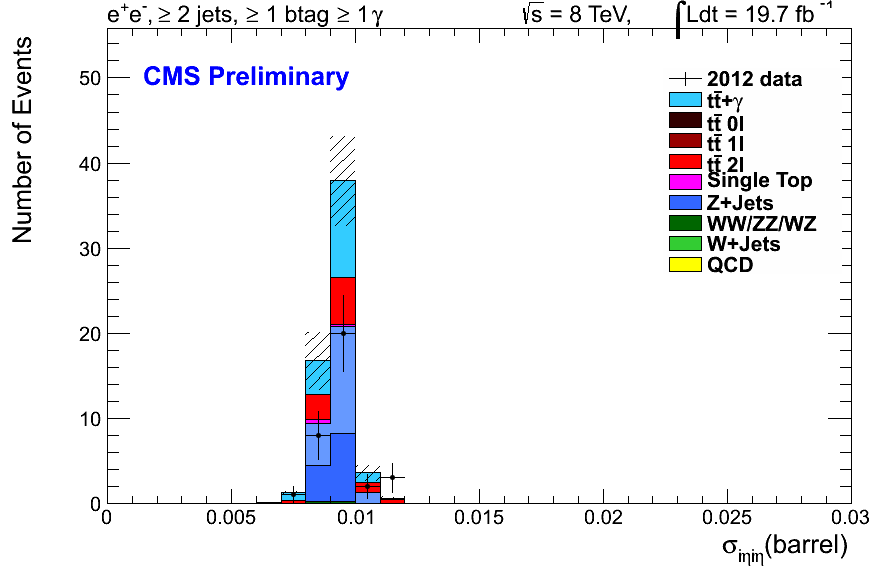 e⁺e⁻, ≥ 2 jets, ≥ 1 btag ≥ 1 γ √s = 8 TeV, ∫Ldt = 19.7 fb⁻¹
Number of Events
CMS Preliminary
2012 data
tt̄+γ
tt̄ 0l
tt̄ 1l
tt̄ 2l
Single Top
Z+Jets
WW/ZZ/WZ
W+Jets
QCD
50
40
30
20
10
0
0 0.005 0.01 0.015 0.02 0.025 0.03
σiηiη(barrel)